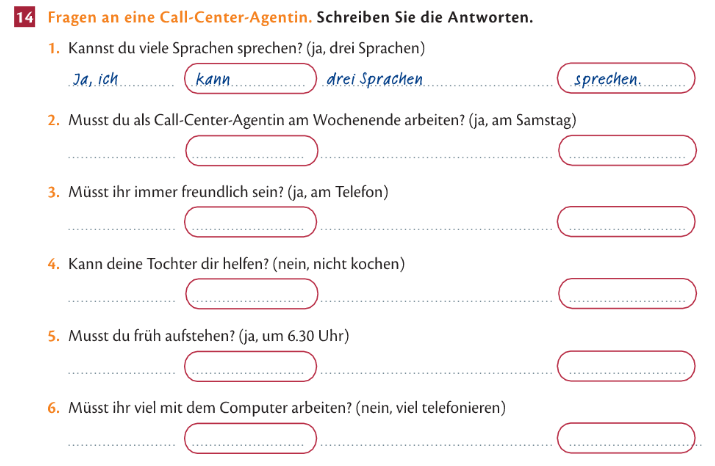 14 Fragen an eine Call-Center-Agentin. Schreiben Sie die Antworten.
1. Kannst du viele Sprachen sprechen? (ja, drei Sprachen)
Ja, ich kann drei Sprachen sprechen.
2. Musst du als Call-Center-Agentin am Wochenende arbeiten? (ja, am Samstag)
3. Müsst ihr immer freundlich sein? (ja, am Telefon)
4. Kann deine Tochter dir helfen? (nein, nicht kochen)
5. Musst du früh aufstehen? (ja, um 6.30 Uhr)
6. Müsst ihr viel mit dem Computer arbeiten? (nein, viel telefonieren)